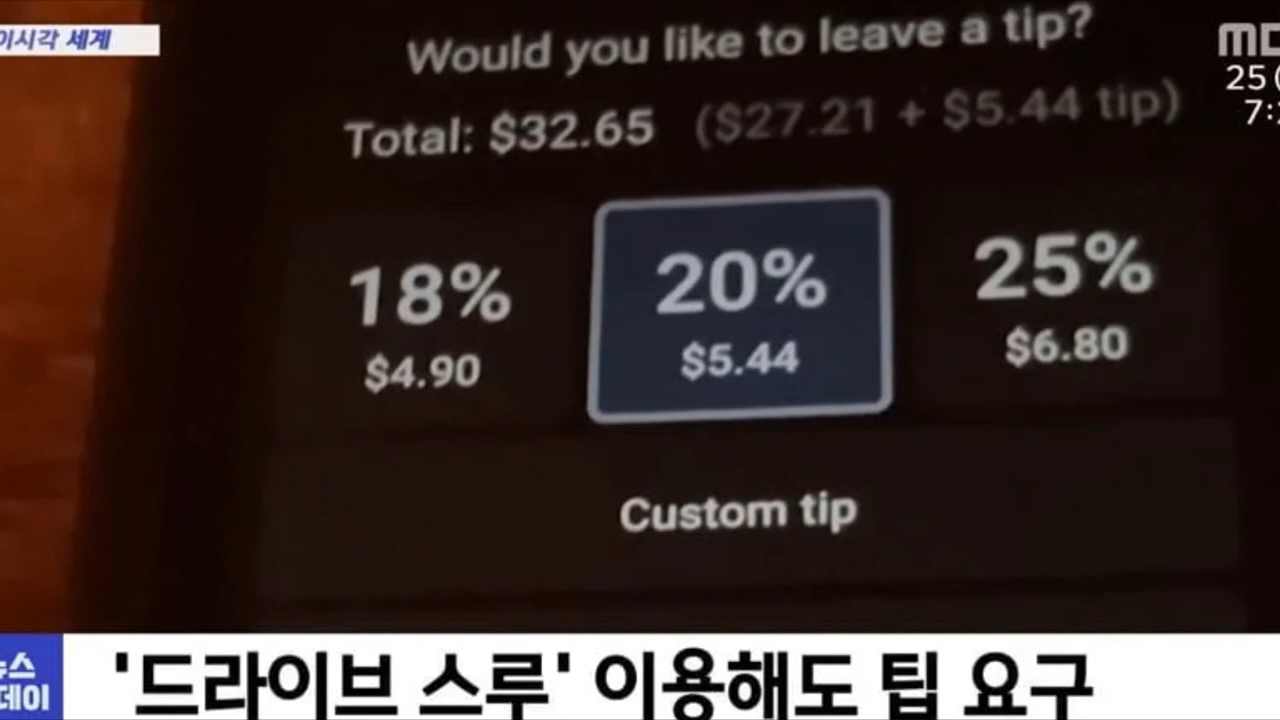 이시각 세계
Would you like to leave a tip?
Total: $32.65 ($27.21 + $5.44 tip)
25
18%
$4.90
20%
$5.44
25%
$6.80
Custom tip
'드라이브 스루' 이용해도 팁 요구